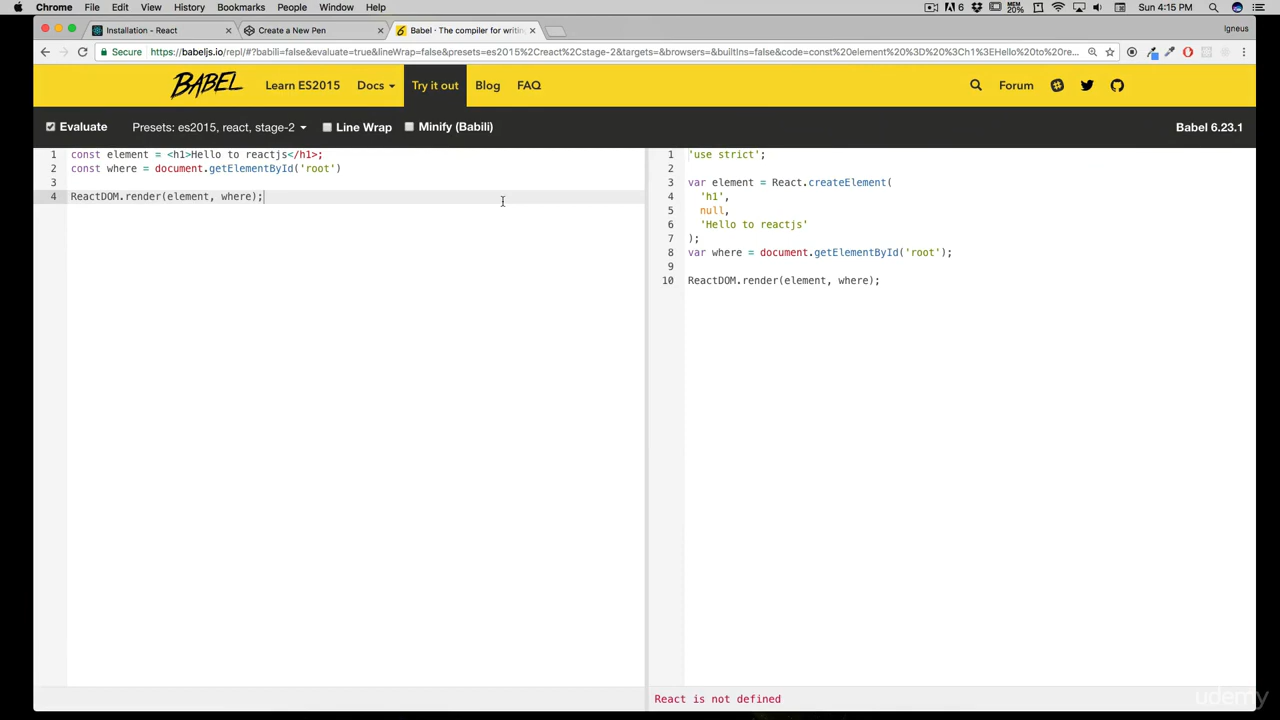 Chrome File Edit View History Bookmarks People Window Help
6 MEM 20% Sun 4:15 PM Igneus
Installation - React
Create a New Pen
Babel · The compiler for writin
Secure https://babeljs.io/repl/#?babili=false&evaluate=true&lineWrap=false&presets=es2015%2Creact%2Cstage-2&targets=&browsers=&builtIns=false&code=const%20element%20%3D%20%3Ch1%3EHello%20to%20re...
BABEL Learn ES2015 Docs Try it out Blog FAQ Forum
Evaluate Presets: es2015, react, stage-2 Line Wrap Minify (Babili) Babel 6.23.1
1 const element = <h1>Hello to reactjs</h1>;
2 const where = document.getElementById('root')
3
4 ReactDOM.render(element, where);
1 'use strict';
2
3 var element = React.createElement(
4 'h1',
5 null,
6 'Hello to reactjs'
7 );
8 var where = document.getElementById('root');
9
10 ReactDOM.render(element, where);
React is not defined
udemy